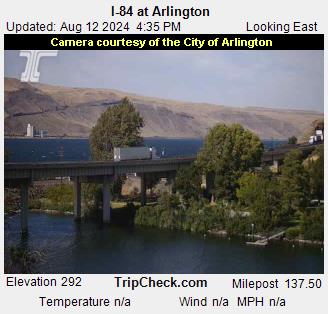 I-84 at Arlington
Updated: Aug 12 2024 4:35 PM Looking East
Camera courtesy of the City of Arlington
Elevation 292 TripCheck.com Milepost 137.50
Temperature n/a Wind n/a MPH n/a